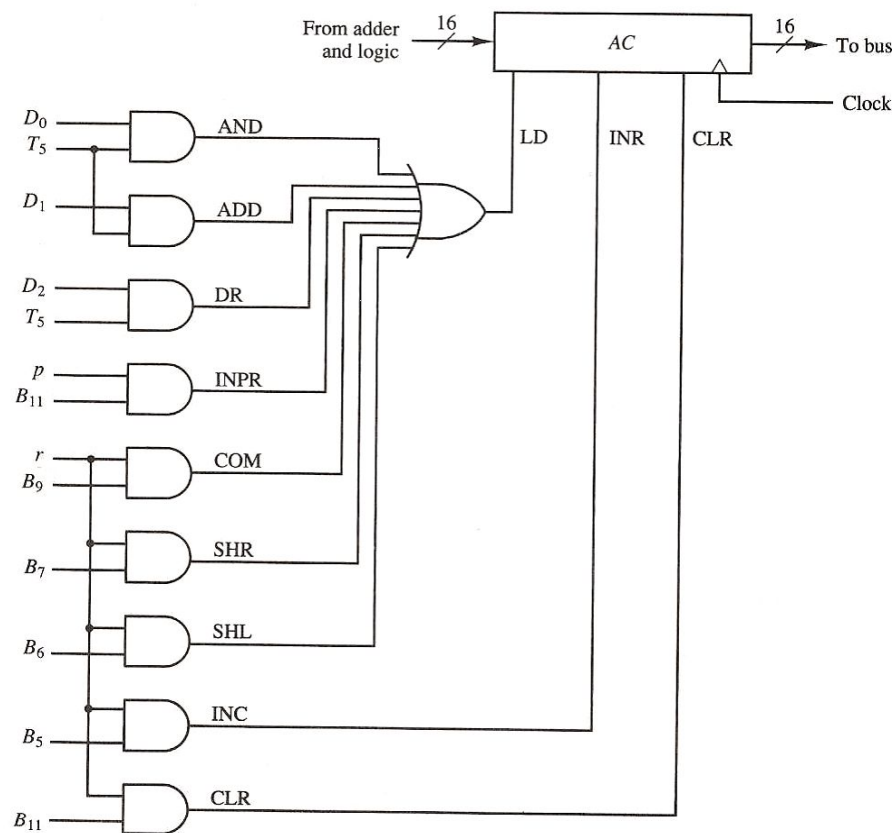 From adder
and logic
16
AC
16
To bus
Clock
LD
INR
CLR
D₀
T₅
AND
D₁
ADD
D₂
T₅
DR
p
B₁₁
INPR
r
B₉
COM
B₇
SHR
B₆
SHL
B₅
INC
B₁₁
CLR